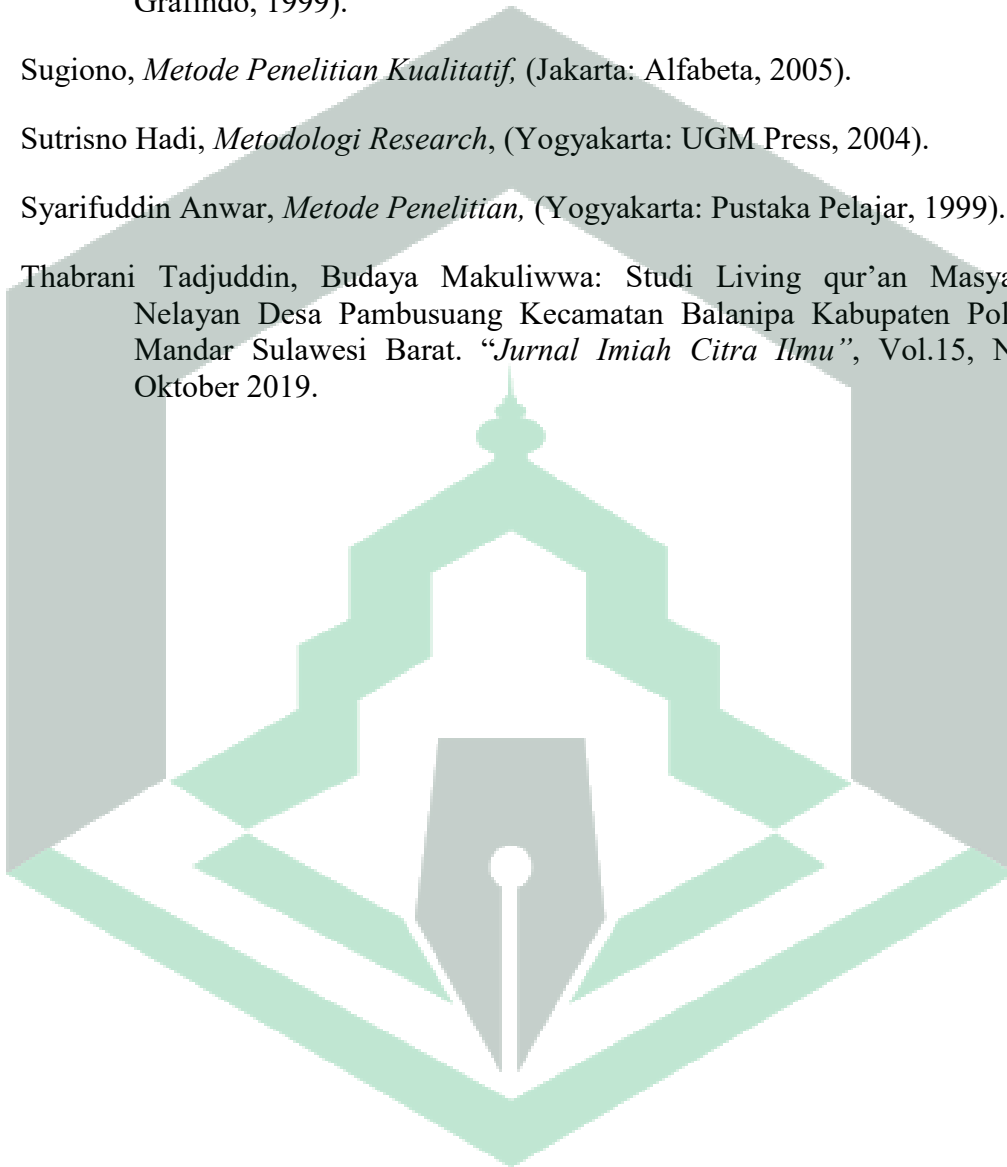 Grafindo, 1999).
Sugiono, Metode Penelitian Kualitatif, (Jakarta: Alfabeta, 2005).
Sutrisno Hadi, Metodologi Research, (Yogyakarta: UGM Press, 2004).
Syarifuddin Anwar, Metode Penelitian, (Yogyakarta: Pustaka Pelajar, 1999).
Thabrani Tadjuddin, Budaya Makuliwwa: Studi Living qur’an
Nelayan Desa Pambusuang Kecamatan Balanipa Kabupaten
Mandar Sulawesi Barat. “Jurnal Imiah Citra Ilmu”, Vol.15,
Oktober 2019.